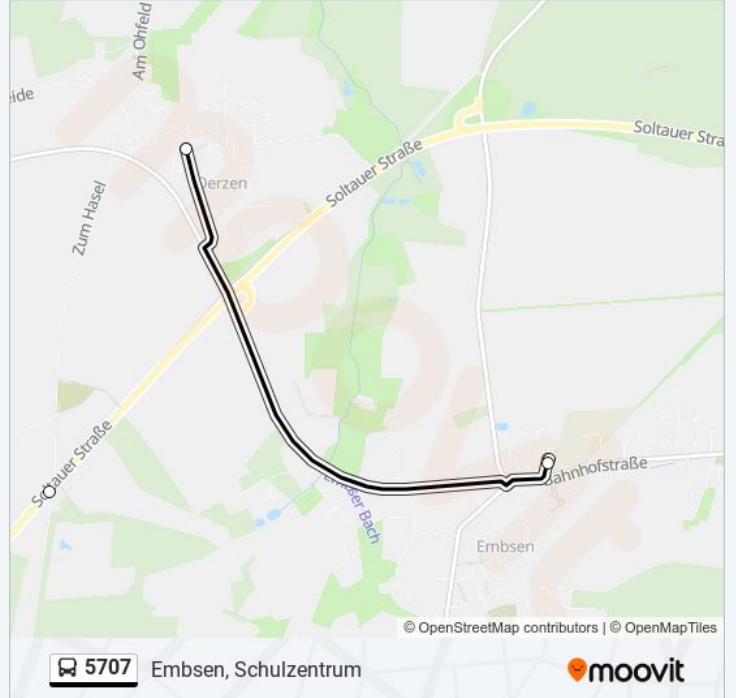 Am Ohfeld
eide
Soltauer Stra
Soltauer Straße
Oerzen
Zum Hasel
Soltauer Straße
Bahnhofstraße
Embser Bach
Embsen
© OpenStreetMap contributors | © OpenMapTiles
5707 Embsen, Schulzentrum
moovit